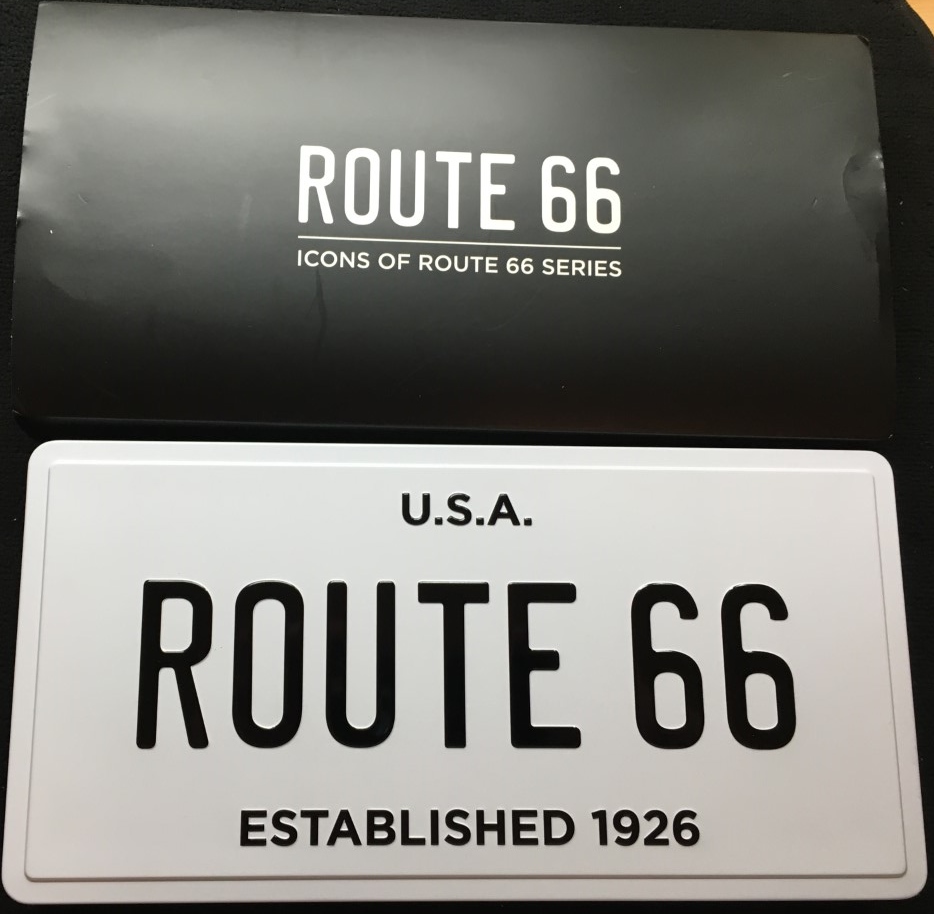 ROUTE 66
ICONS OF ROUTE 66 SERIES
U.S.A.
ROUTE 66
ESTABLISHED 1926